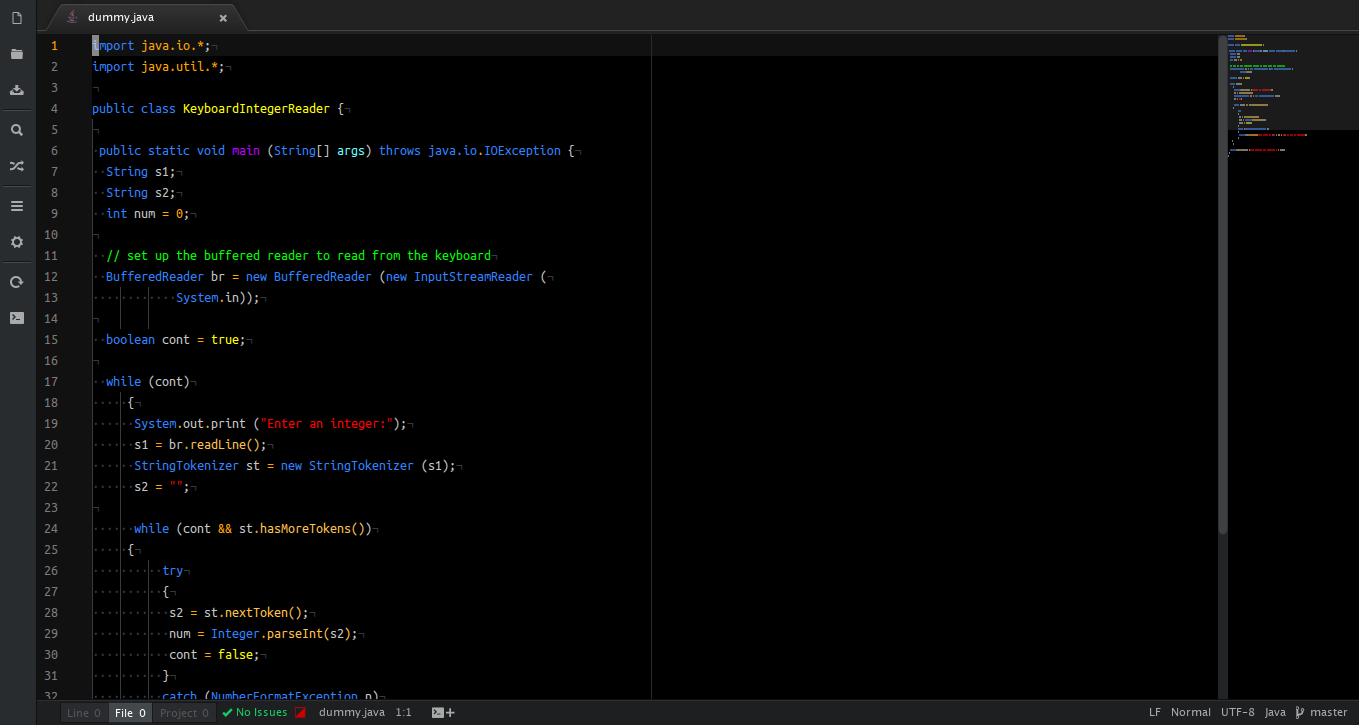 dummy.java
1 import java.io.*;
2 import java.util.*;
3
4 public class KeyboardIntegerReader {
5
6 public static void main (String[] args) throws java.io.IOException {
7 String s1;
8 String s2;
9 int num = 0;
10
11 // set up the buffered reader to read from the keyboard
12 BufferedReader br = new BufferedReader (new InputStreamReader (
13 System.in));
14
15 boolean cont = true;
16
17 while (cont)
18 {
19 System.out.print ("Enter an integer:");
20 s1 = br.readLine();
21 StringTokenizer st = new StringTokenizer (s1);
22 s2 = "";
23
24 while (cont && st.hasMoreTokens())
25 {
26 try
27 {
28 s2 = st.nextToken();
29 num = Integer.parseInt(s2);
30 cont = false;
31 }
32 catch (NumberFormatException n)
Line 0 File 0 Project 0 No Issues dummy.java 1:1 LF Normal UTF-8 Java master